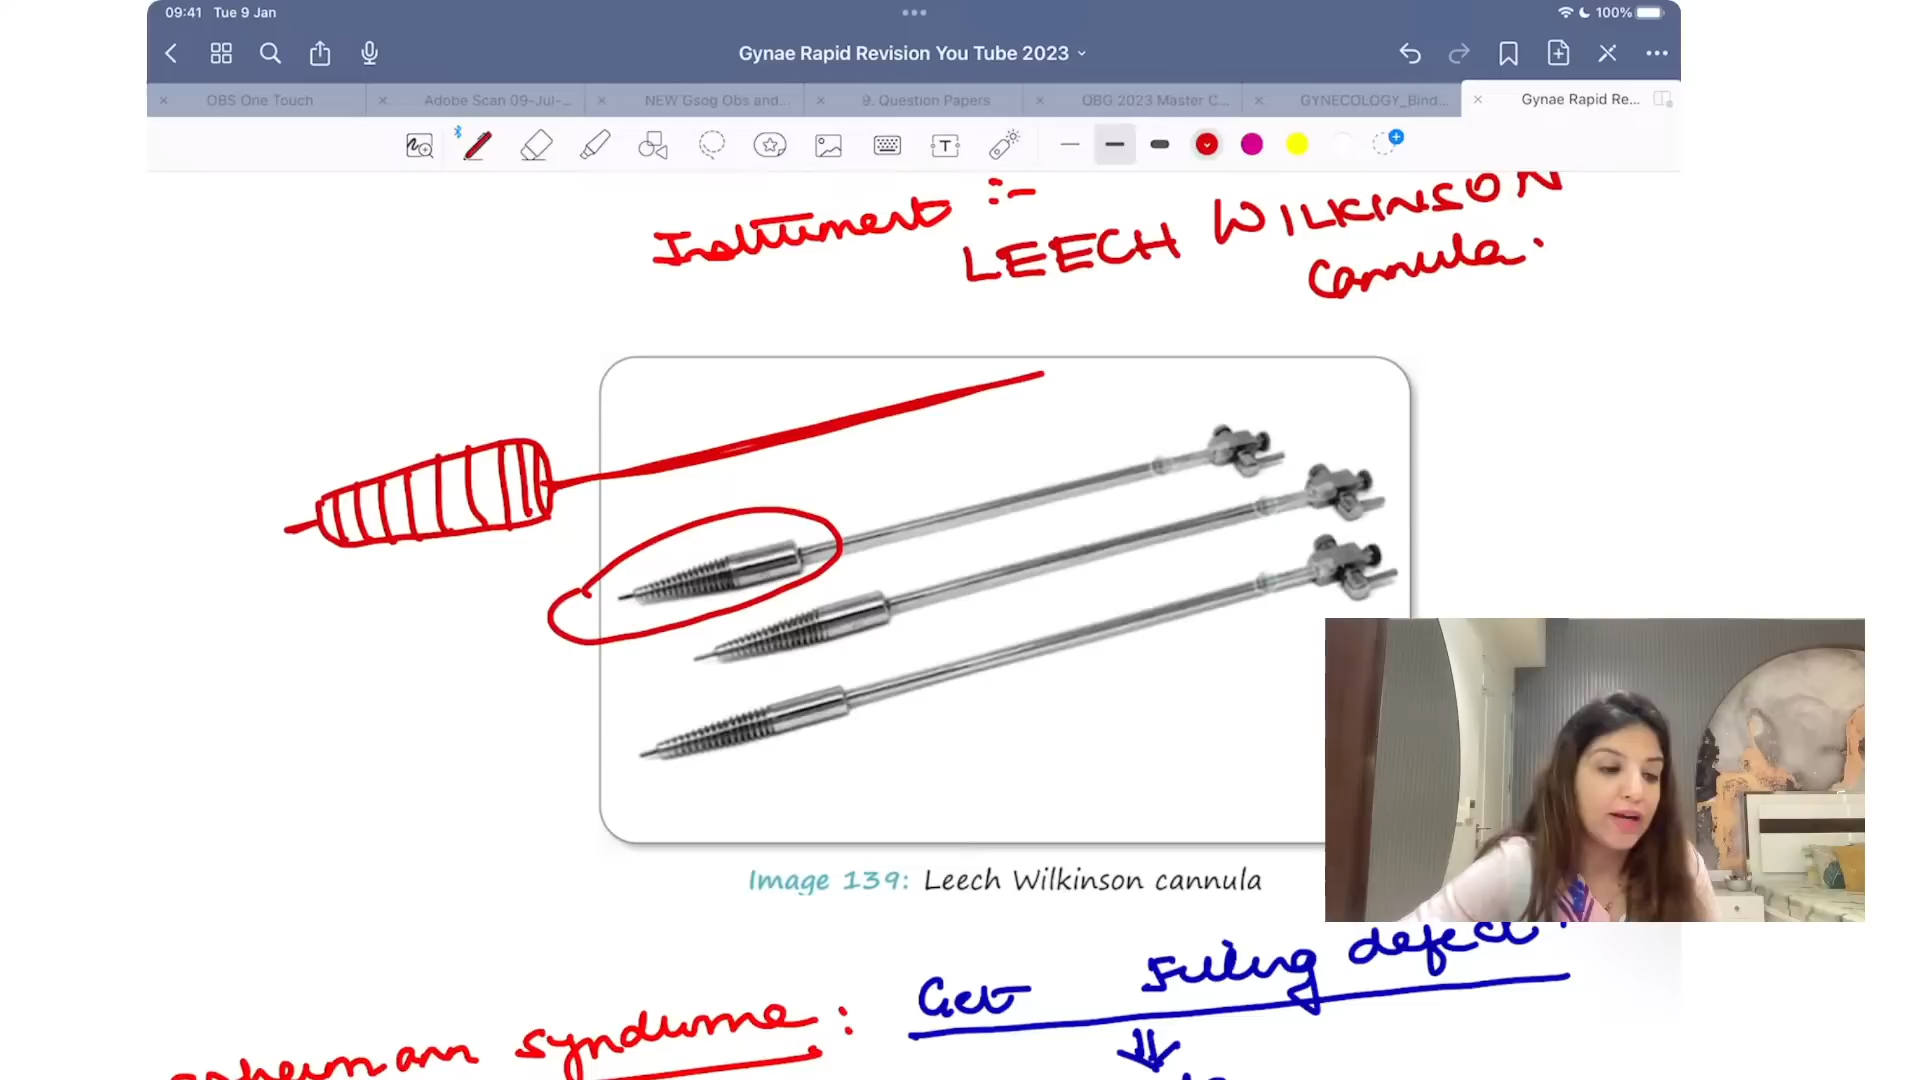 09:41 Tue 9 Jan
100%
Gynae Rapid Revision You Tube 2023
OBS One Touch
Adobe Scan 09-Jul-...
NEW Gsog Obs and...
9. Question Papers
OBG 2023 Master C...
GYNECOLOGY_Bind...
Gynae Rapid Re...
Instrument :-
LEECH WILKINSON
Cannula.
Image 139: Leech Wilkinson cannula
Get filling defect
syndrome :